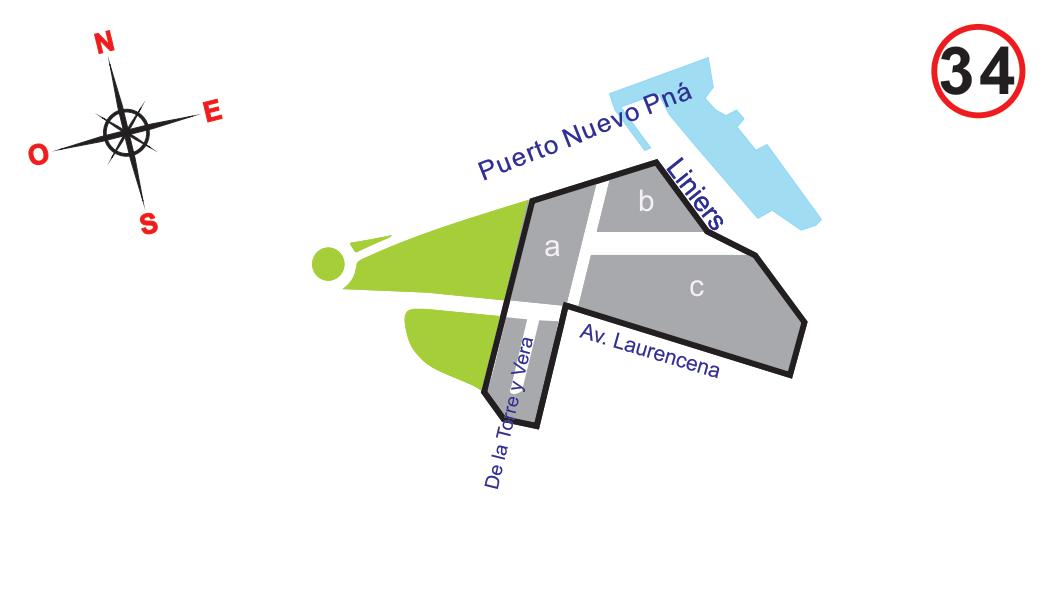 N
34
E
O
S
Puerto Nuevo Pná
Liniers
b
a
c
Av. Laurencena
De la Torre y Vera